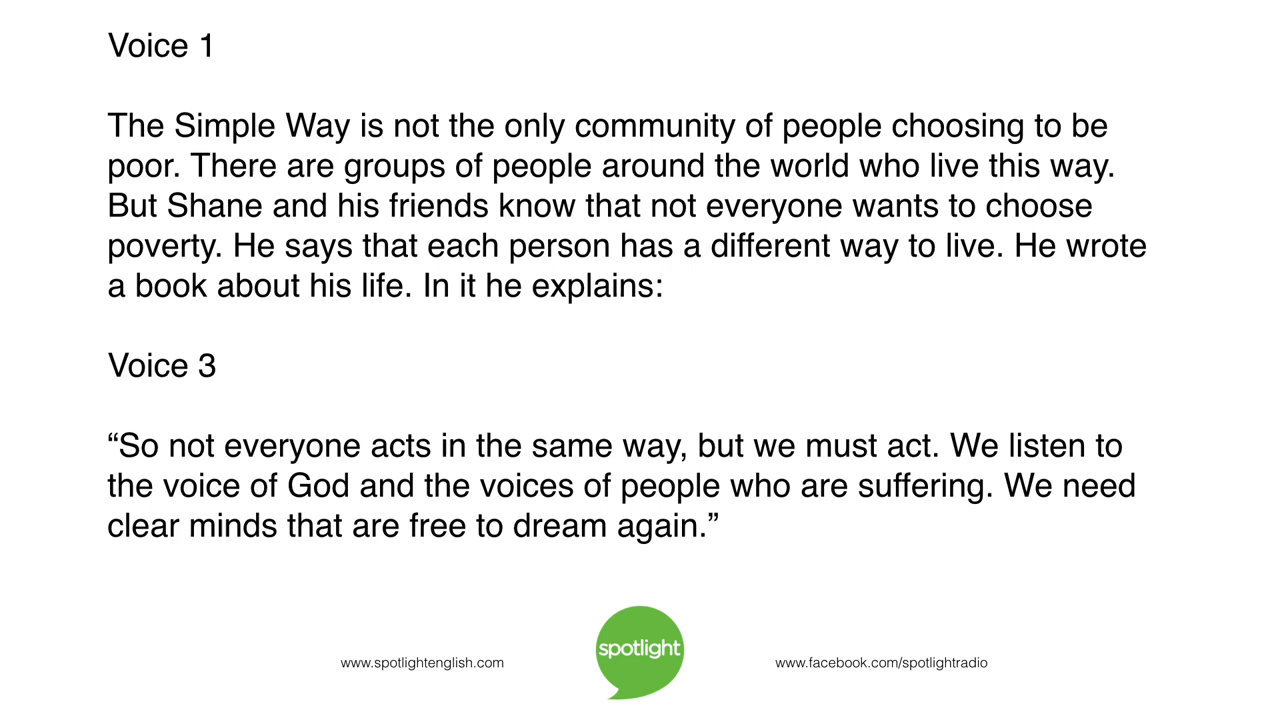 Voice 1
The Simple Way is not the only community of people choosing to be
poor. There are groups of people around the world who live this way.
But Shane and his friends know that not everyone wants to choose
poverty. He says that each person has a different way to live. He wrote
a book about his life. In it he explains:
Voice 3
“So not everyone acts in the same way, but we must act. We listen to
the voice of God and the voices of people who are suffering. We need
clear minds that are free to dream again.”
www.spotlightenglish.com
spotlight
www.facebook.com/spotlightradio